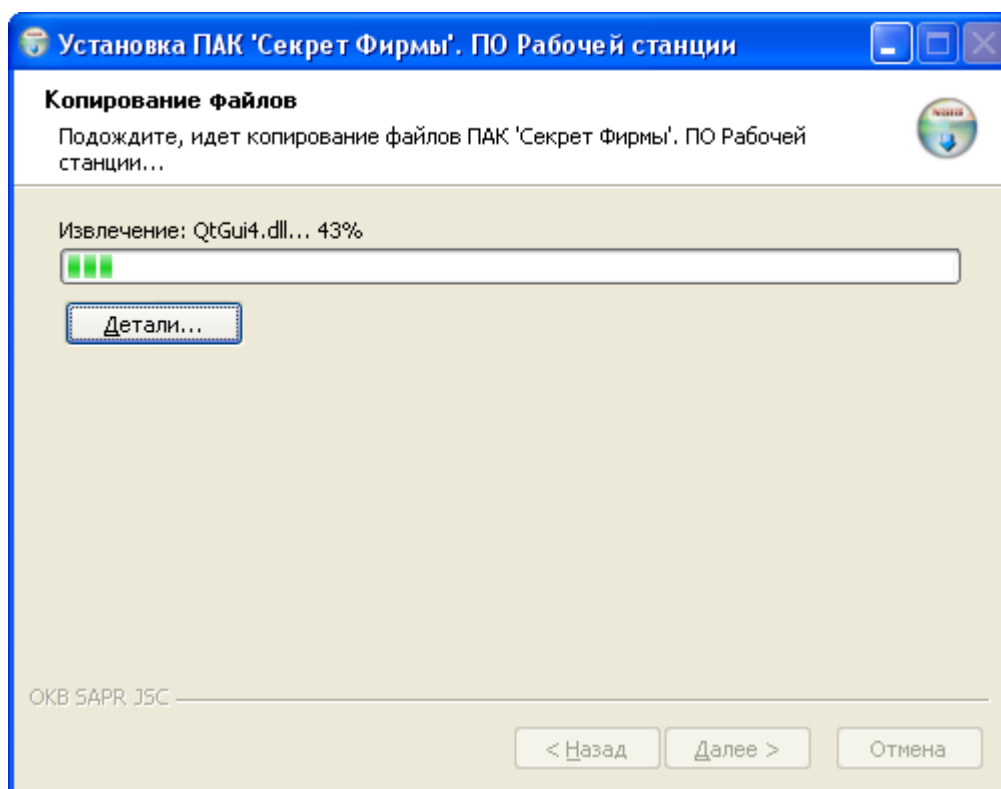 Установка ПАК 'Секрет Фирмы'. ПО Рабочей станции
Копирование файлов
Подождите, идет копирование файлов ПАК 'Секрет Фирмы'. ПО Рабочей
станции...
Извлечение: QtGui4.dll... 43%
Детали...
OKB SAPR JSC
< Назад
Далее >
Отмена